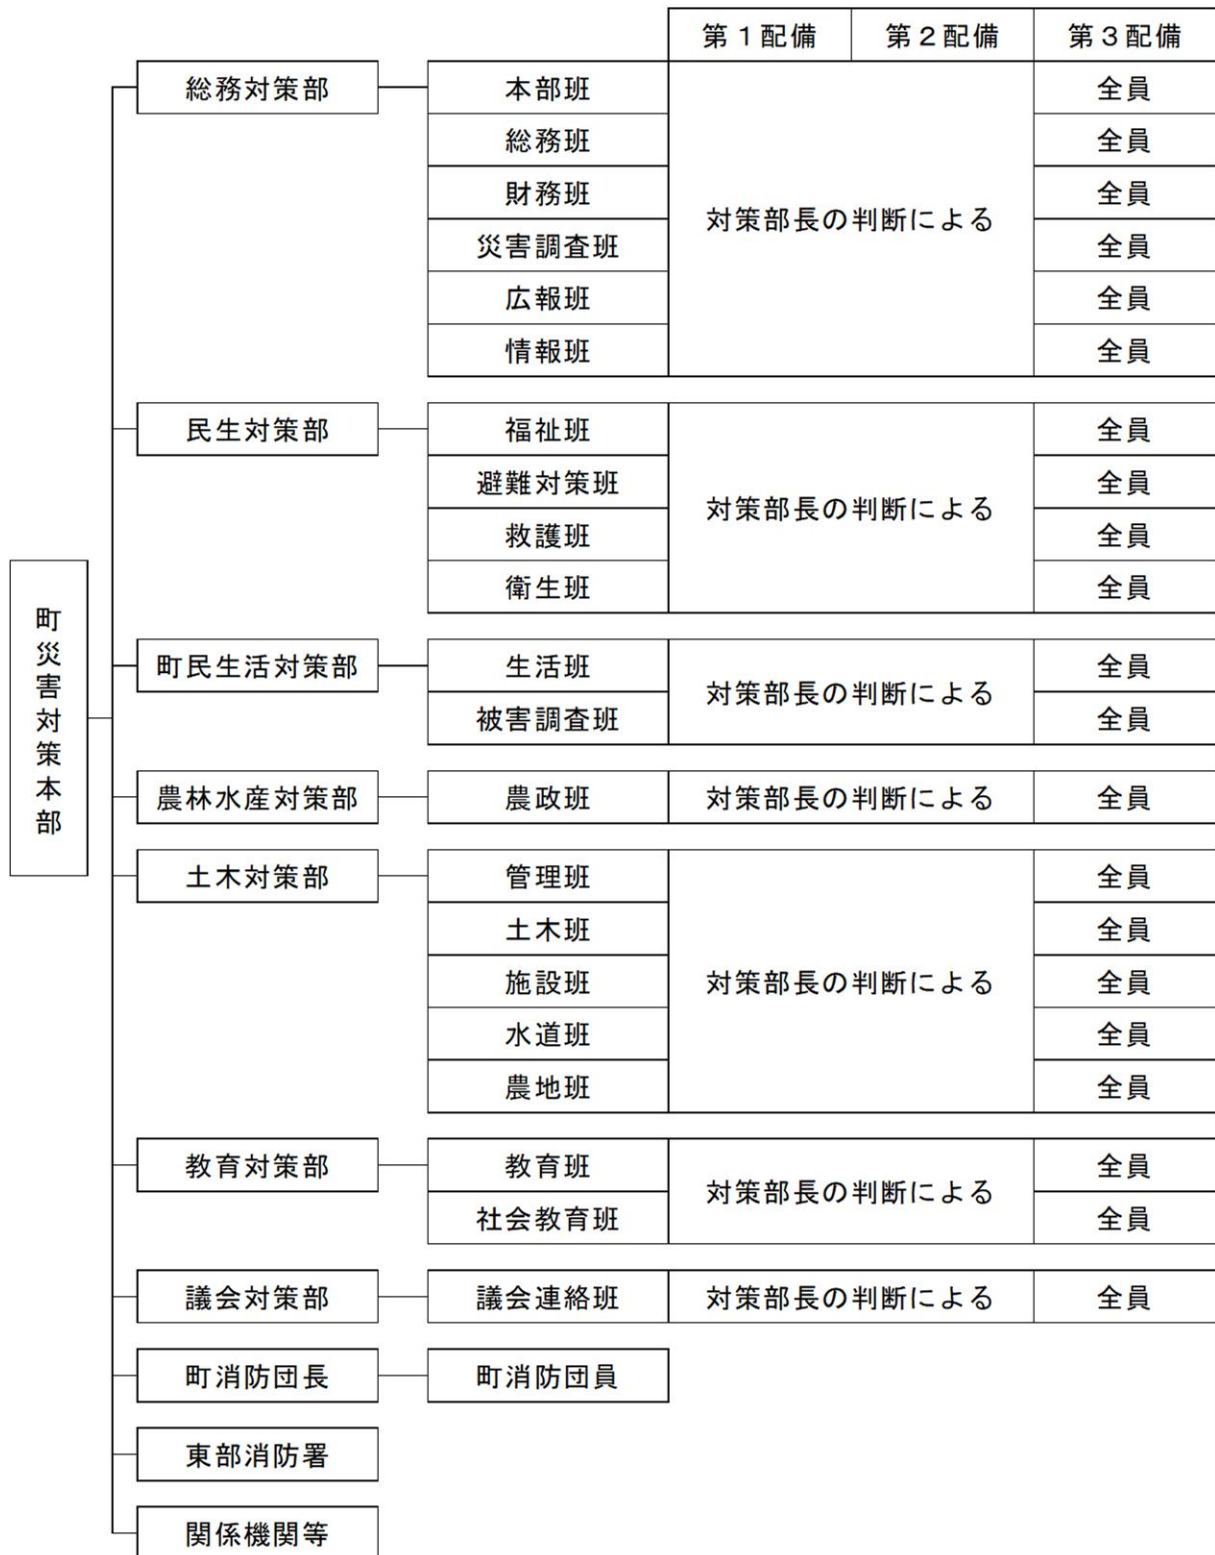 第１配備 第２配備 第３配備
総務対策部 本部班 全員
総務班 全員
財務班 全員
対策部長の判断による
災害調査班 全員
広報班 全員
情報班 全員
民生対策部 福祉班 全員
避難対策班 全員
対策部長の判断による
救護班 全員
衛生班 全員
町災害対策本部
町民生活対策部 生活班 全員
対策部長の判断による
被害調査班 全員
農林水産対策部 農政班 対策部長の判断による 全員
土木対策部 管理班 全員
土木班 全員
施設班 対策部長の判断による 全員
水道班 全員
農地班 全員
教育対策部 教育班 全員
対策部長の判断による
社会教育班 全員
議会対策部 議会連絡班 対策部長の判断による 全員
町消防団長 町消防団員
東部消防署
関係機関等